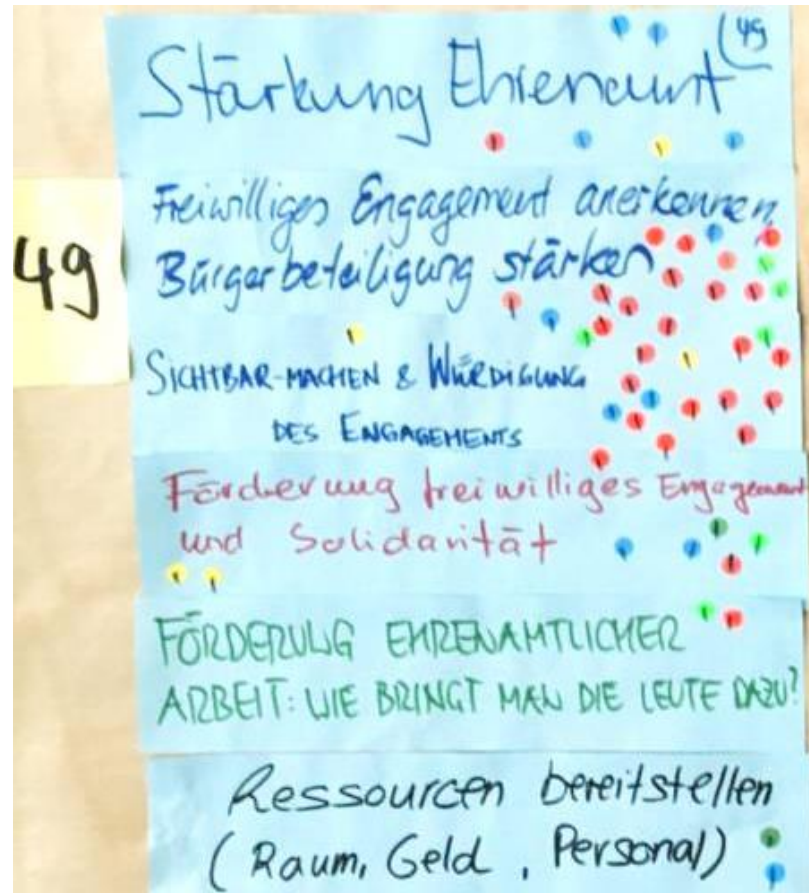 49
Stärkung Ehrenamt
49
Freiwilliges Engagement anerkennen,
Bürgerbeteiligung stärken
SICHTBAR-MACHEN & WÜRDIGUNG
DES ENGAGEMENTS
Förderung freiwilliges Engagement
und Solidarität
FÖRDERUNG EHRENAMTLICHER
ARBEIT: WIE BRINGT MAN DIE LEUTE DAZU?
Ressourcen bereitstellen
(Raum, Geld, Personal)